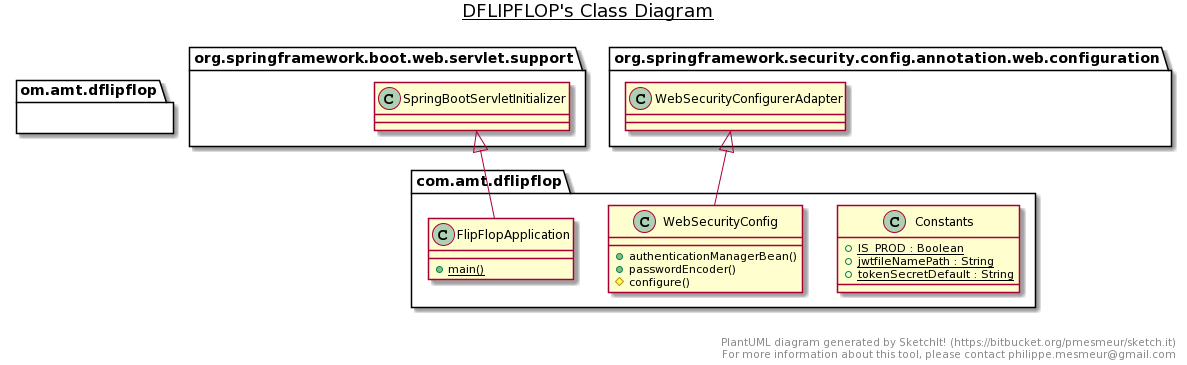 DFLIPFLOP's Class Diagram
om.amt.dflipflop
org.springframework.boot.web.servlet.support
C SpringBootServletInitializer
org.springframework.security.config.annotation.web.configuration
C WebSecurityConfigurerAdapter
com.amt.dflipflop
C FlipFlopApplication
main()
C WebSecurityConfig
authenticationManagerBean()
passwordEncoder()
configure()
C Constants
IS_PROD : Boolean
jwtfileNamePath : String
tokenSecretDefault : String
PlantUML diagram generated by SketchIt! (https://bitbucket.org/pmesmeur/sketch.it)
For more information about this tool, please contact philippe.mesmeur@gmail.com